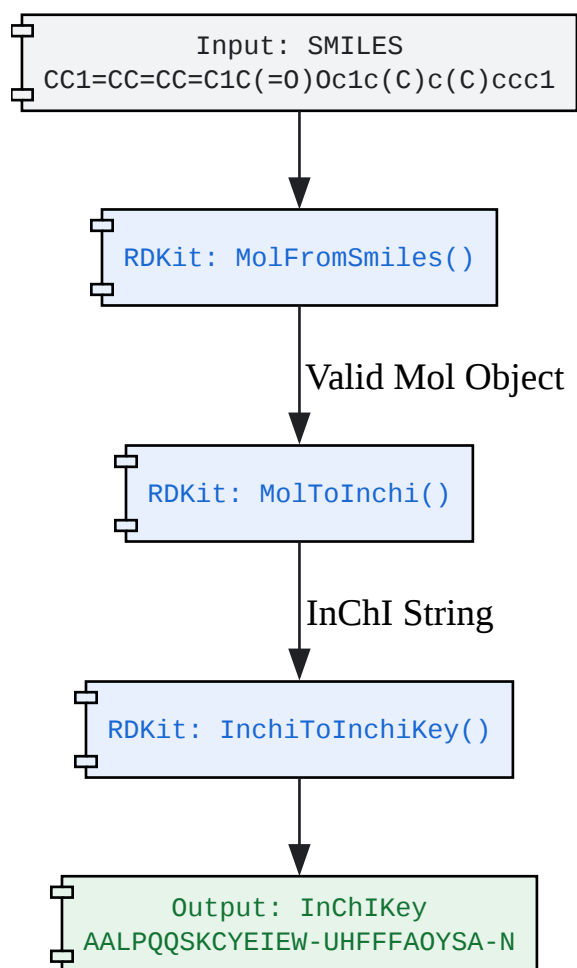 Input: SMILES
CC1=CC=CC=C1C(=O)Oc1c(C)c(C)ccc1
RDKit: MolFromSmiles()
Valid Mol Object
RDKit: MolToInchi()
InChI String
RDKit: InchiToInchiKey()
Output: InChIKey
AALPQQSKCYEIEW-UHFFFAOYSA-N